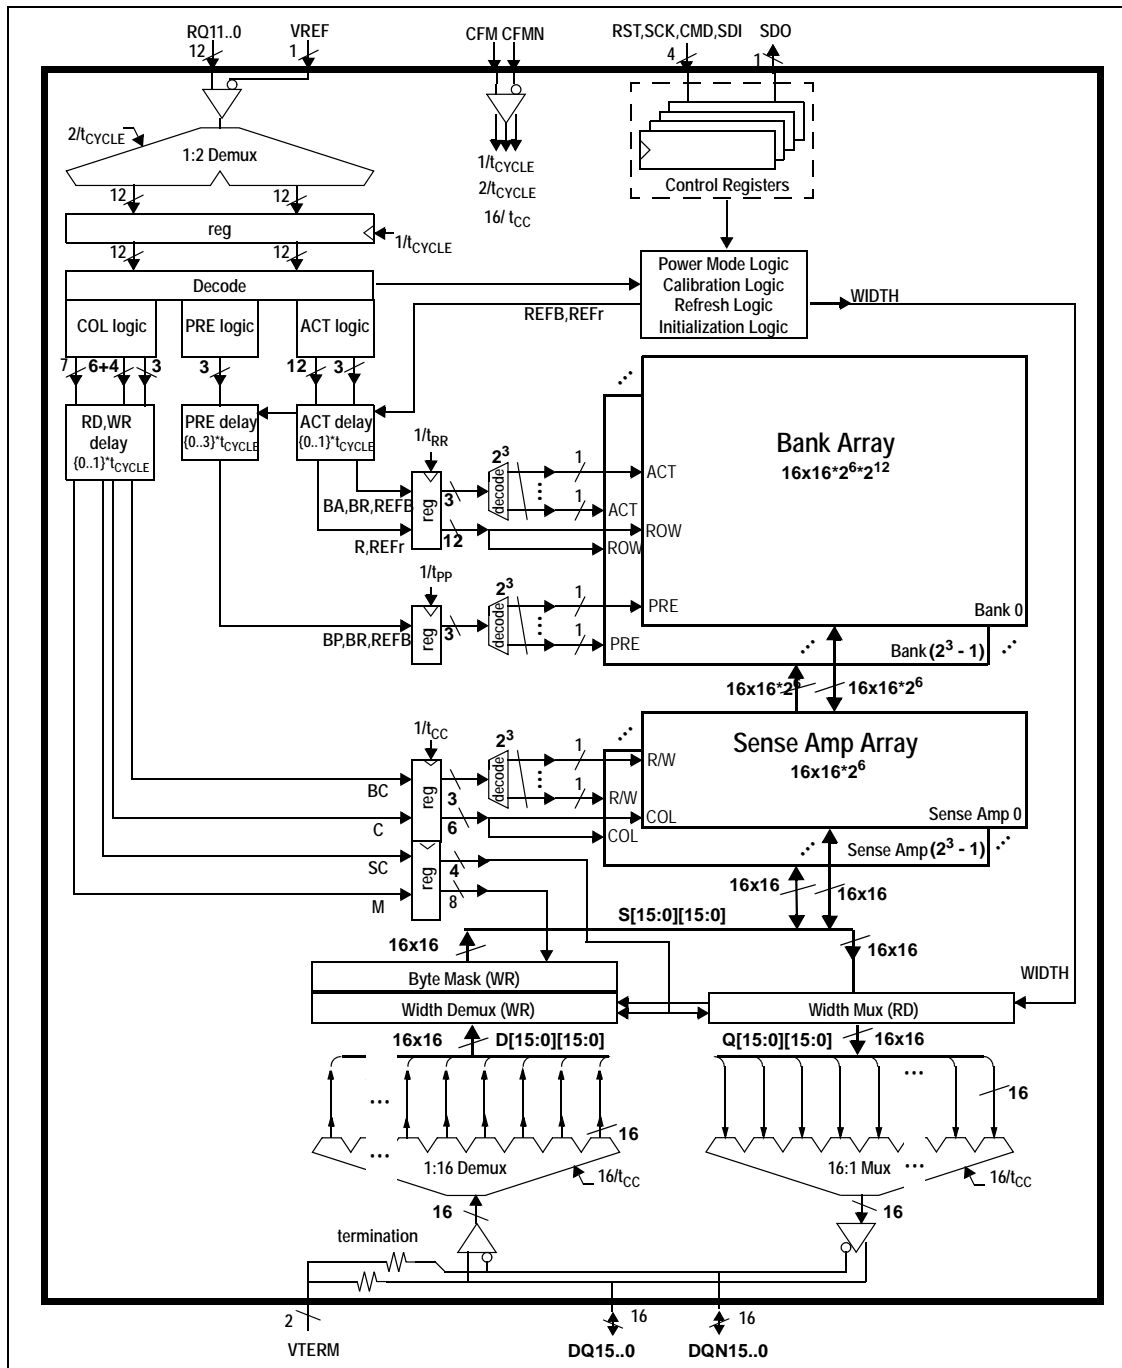 RQ11..0 VREF CFM CFMN RST,SCK,CMD,SDI SDO
12 1 4 1
2/tCYCLE
1:2 Demux
1/tCYCLE
2/tCYCLE
16/ tCC
Control Registers
12 12
reg
1/tCYCLE
12 12
Decode
Power Mode Logic
Calibration Logic
Refresh Logic
Initialization Logic
WIDTH
REFB,REFr
COL logic PRE logic ACT logic
7 6+4 3 3 12 3
RD,WR
delay
{0..1}*tCYCLE
PRE delay
{0..3}*tCYCLE
ACT delay
{0..1}*tCYCLE
Bank Array
16x16*2^6*2^12
1/tRR
reg
3
12
2^3
decode
1
1
ACT
ACT
ROW
ROW
BA,BR,REFB
R,REFr
1/tPP
reg
3
2^3
decode
1
1
PRE
PRE
BP,BR,REFB
Bank 0
Bank (2^3 - 1)
16x16*2^6 16x16*2^6
Sense Amp Array
16x16*2^6
1/tCC
reg
3
6
2^3
decode
1
1
R/W
R/W
COL
COL
BC
C
Sense Amp 0
Sense Amp (2^3 - 1)
SC
M
reg
4
8
16x16 16x16
S[15:0][15:0]
16x16 16x16
WIDTH
Byte Mask (WR)
Width Demux (WR) Width Mux (RD)
16x16 D[15:0][15:0] Q[15:0][15:0] 16x16
... ...
16 16
... ...
1:16 Demux 16:1 Mux
16/tCC 16/tCC
16 16
termination
2 16 16
VTERM DQ15..0 DQN15..0